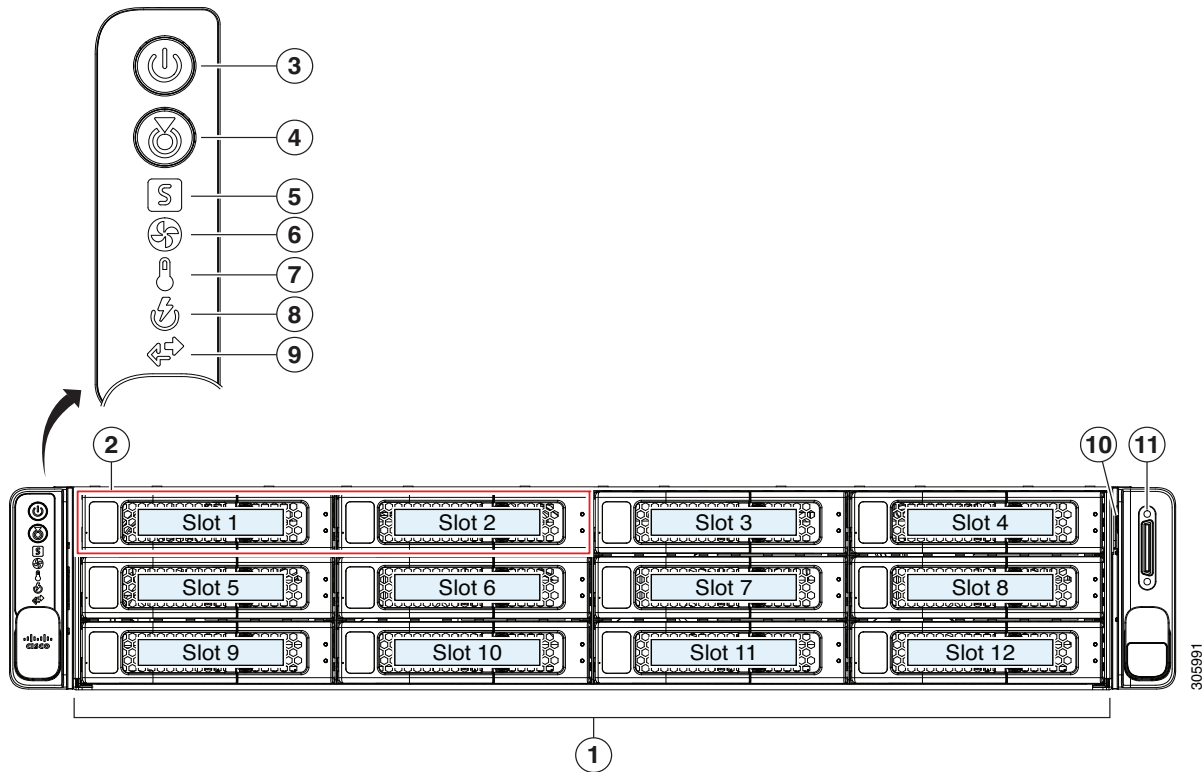 3
4
S
5
6
7
8
9
2
10
11
Slot 1
Slot 2
Slot 3
Slot 4
Slot 5
Slot 6
Slot 7
Slot 8
Slot 9
Slot 10
Slot 11
Slot 12
S
CISCO
305991
1